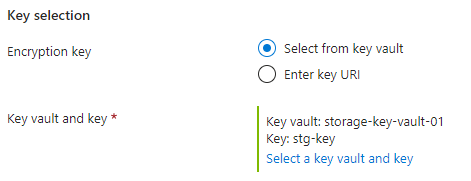 Key selection
Encryption key
Select from key vault
Enter key URI
Key vault and key *
Key vault: storage-key-vault-01
Key: stg-key
Select a key vault and key